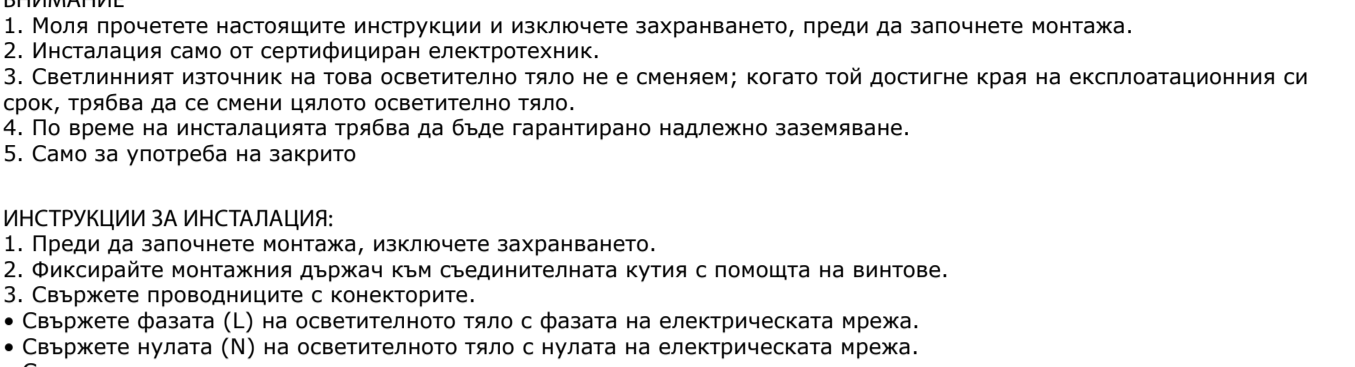 ВНИМАНИЕ
1. Моля прочетете настоящите инструкции и изключете захранването, преди да започнете монтажа.
2. Инсталация само от сертифициран електротехник.
3. Светлинният източник на това осветително тяло не е сменяем; когато той достигне края на експлоатационния си
срок, трябва да се смени цялото осветително тяло.
4. По време на инсталацията трябва да бъде гарантирано надлежно заземяване.
5. Само за употреба на закрито
ИНСТРУКЦИИ ЗА ИНСТАЛАЦИЯ:
1. Преди да започнете монтажа, изключете захранването.
2. Фиксирайте монтажния държач към съединителната кутия с помощта на винтове.
3. Свържете проводниците с конекторите.
• Свържете фазата (L) на осветителното тяло с фазата на електрическата мрежа.
• Свържете нулата (N) на осветителното тяло с нулата на електрическата мрежа.